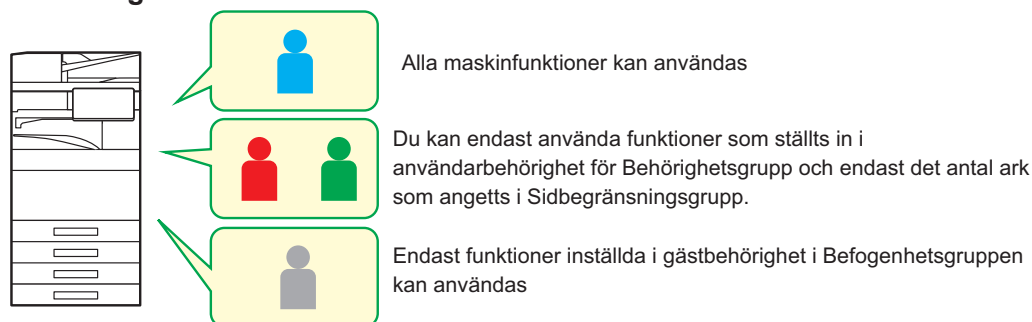 Alla maskinfunktioner kan användas
Du kan endast använda funktioner som ställts in i
användarbehörighet för Behörighetsgrupp och endast det antal ark
som angetts i Sidbegränsningsgrupp.
Endast funktioner inställda i gästbehörighet i Befogenhetsgruppen
kan användas